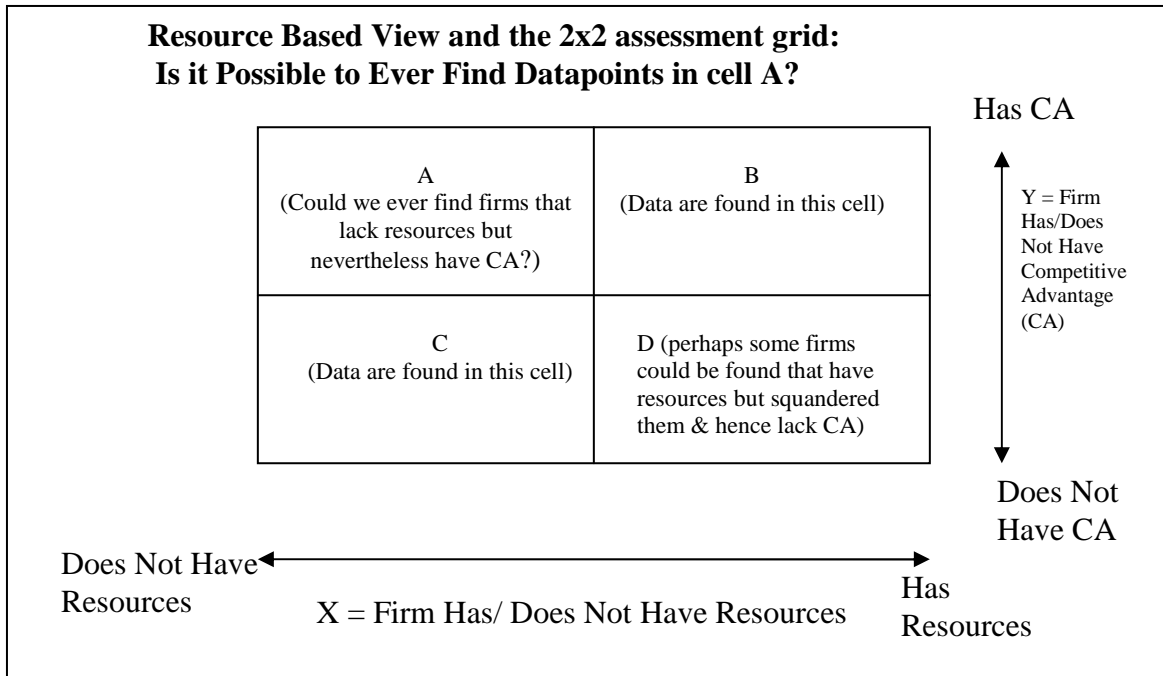 Resource Based View and the 2x2 assessment grid:
Is it Possible to Ever Find Datapoints in cell A?
Has CA
A
(Could we ever find firms that
lack resources but
nevertheless have CA?)
B
(Data are found in this cell)
Y = Firm
Has/Does
Not Have
Competitive
Advantage
(CA)
C
(Data are found in this cell)
D (perhaps some firms
could be found that have
resources but squandered
them & hence lack CA)
Does Not
Have CA
Does Not Have
Resources
X = Firm Has/ Does Not Have Resources
Has
Resources